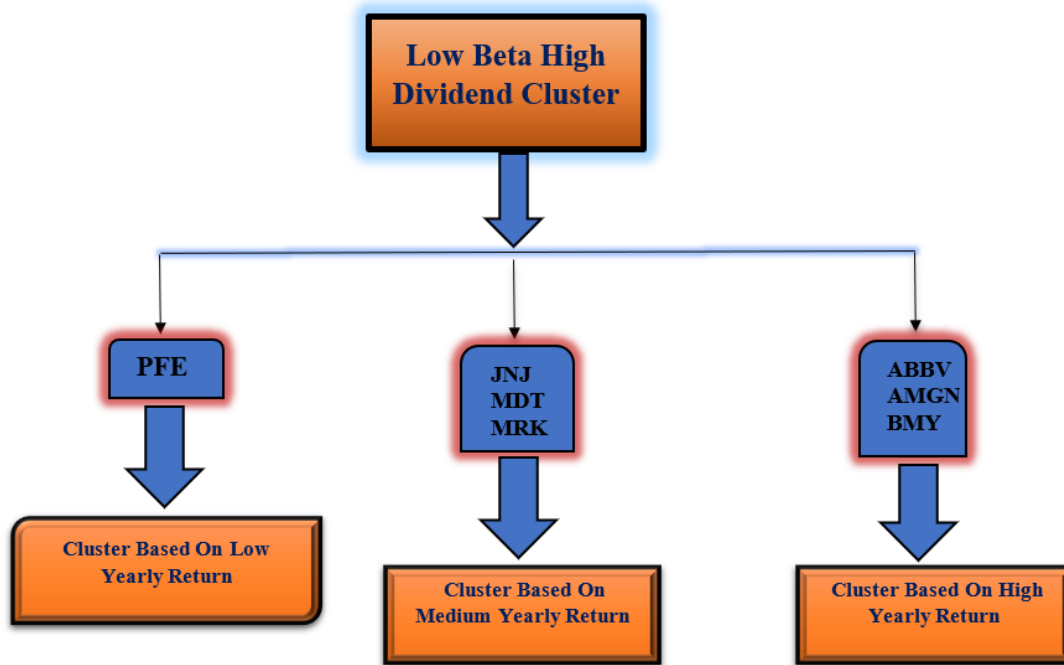 Low Beta High
Dividend Cluster
PFE
JNJ
MDT
MRK
ABBV
AMGN
BMY
Cluster Based On Low
Yearly Return
Cluster Based On
Medium Yearly Return
Cluster Based On High
Yearly Return